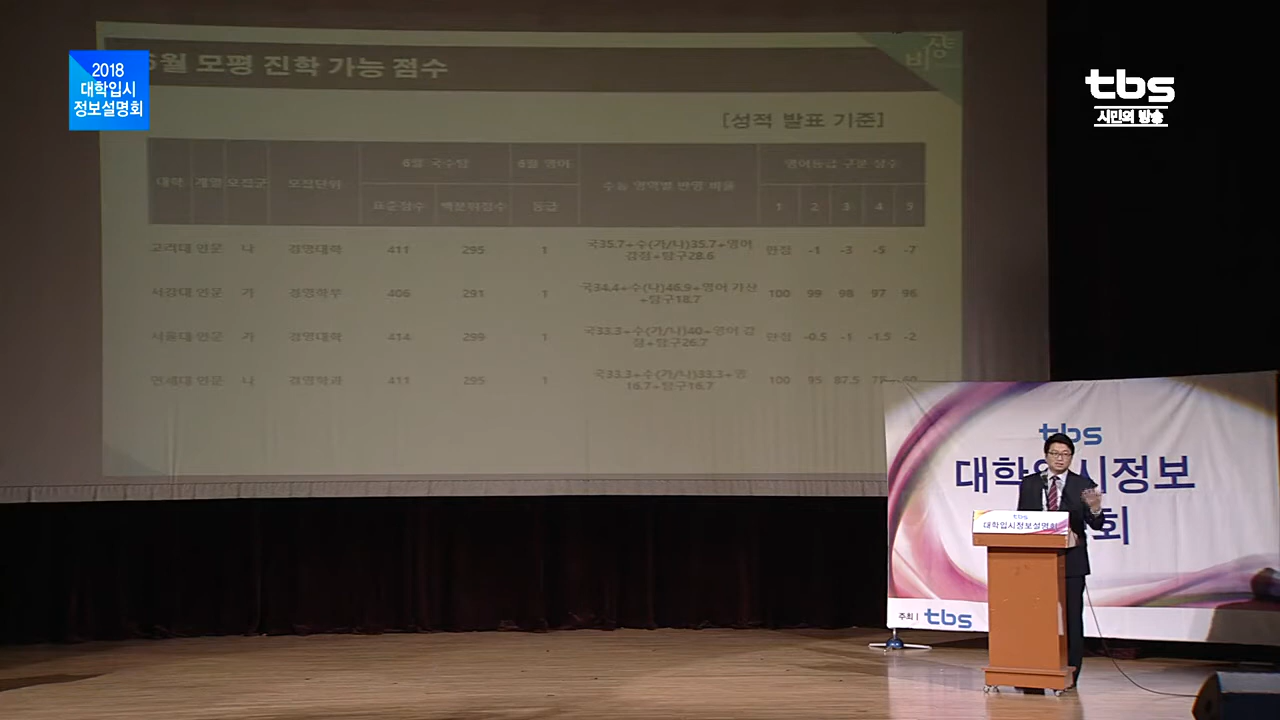 2018
대학입시
정보설명회
tbs
시민의 방송
6월 모평 진학 가능 점수
비상
[성적 발표 기준]
대학 계열 모집군 모집단위 6월 국수탐 6월 영어 수능 영역별 반영 비율 영어등급 구분 점수
표준점수 백분위점수 등급 1 2 3 4 5
고려대 인문 나 경영대학 411 295 1 국35.7+수(가/나)35.7+영어 감점+탐구28.6 만점 -1 -3 -5 -7
서강대 인문 가 경영학부 406 291 1 국34.4+수(나)46.9+영어 가산+탐구18.7 100 99 98 97 96
서울대 인문 가 경영대학 414 299 1 국33.3+수(가/나)40+영어 감점+탐구26.7 만점 -0.5 -1 -1.5 -2
연세대 인문 나 경영학과 411 295 1 국33.3+수(가/나)33.3+영16.7+탐구16.7 100 95 87.5
tbs
대학입시정보
회
tbs
대학입시정보설명회
주최 | tbs